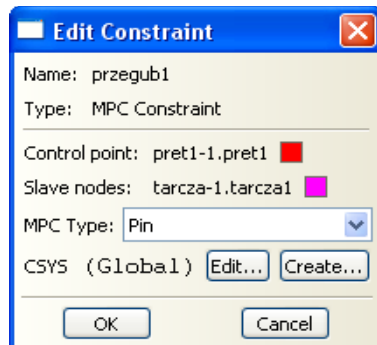 Edit Constraint
Name: przegub1
Type: MPC Constraint
Control point: pret1-1.pret1
Slave nodes: tarcza-1.tarcza1
MPC Type: Pin
CSYS (Global) Edit... Create...
OK Cancel